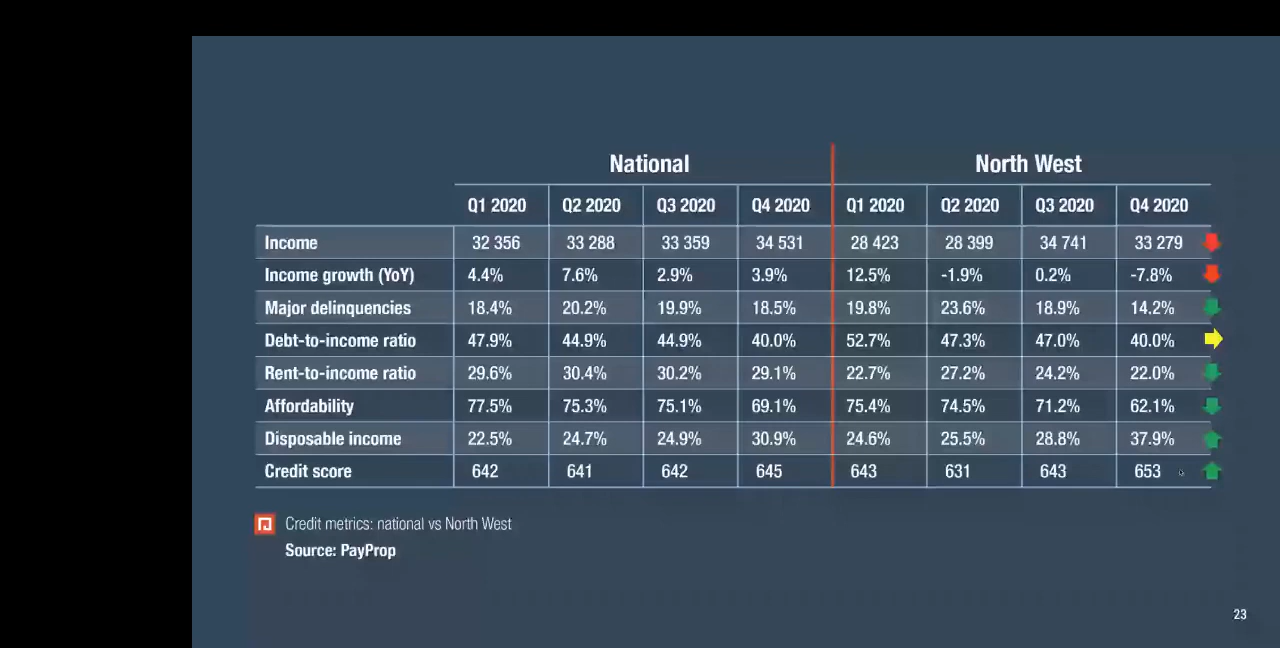 National North West
Q1 2020 Q2 2020 Q3 2020 Q4 2020 Q1 2020 Q2 2020 Q3 2020 Q4 2020
Income 32 356 33 288 33 359 34 531 28 423 28 399 34 741 33 279
Income growth (YoY) 4.4% 7.6% 2.9% 3.9% 12.5% -1.9% 0.2% -7.8%
Major delinquencies 18.4% 20.2% 19.9% 18.5% 19.8% 23.6% 18.9% 14.2%
Debt-to-income ratio 47.9% 44.9% 44.9% 40.0% 52.7% 47.3% 47.0% 40.0%
Rent-to-income ratio 29.6% 30.4% 30.2% 29.1% 22.7% 27.2% 24.2% 22.0%
Affordability 77.5% 75.3% 75.1% 69.1% 75.4% 74.5% 71.2% 62.1%
Disposable income 22.5% 24.7% 24.9% 30.9% 24.6% 25.5% 28.8% 37.9%
Credit score 642 641 642 645 643 631 643 653
Credit metrics: national vs North West
Source: PayProp
23